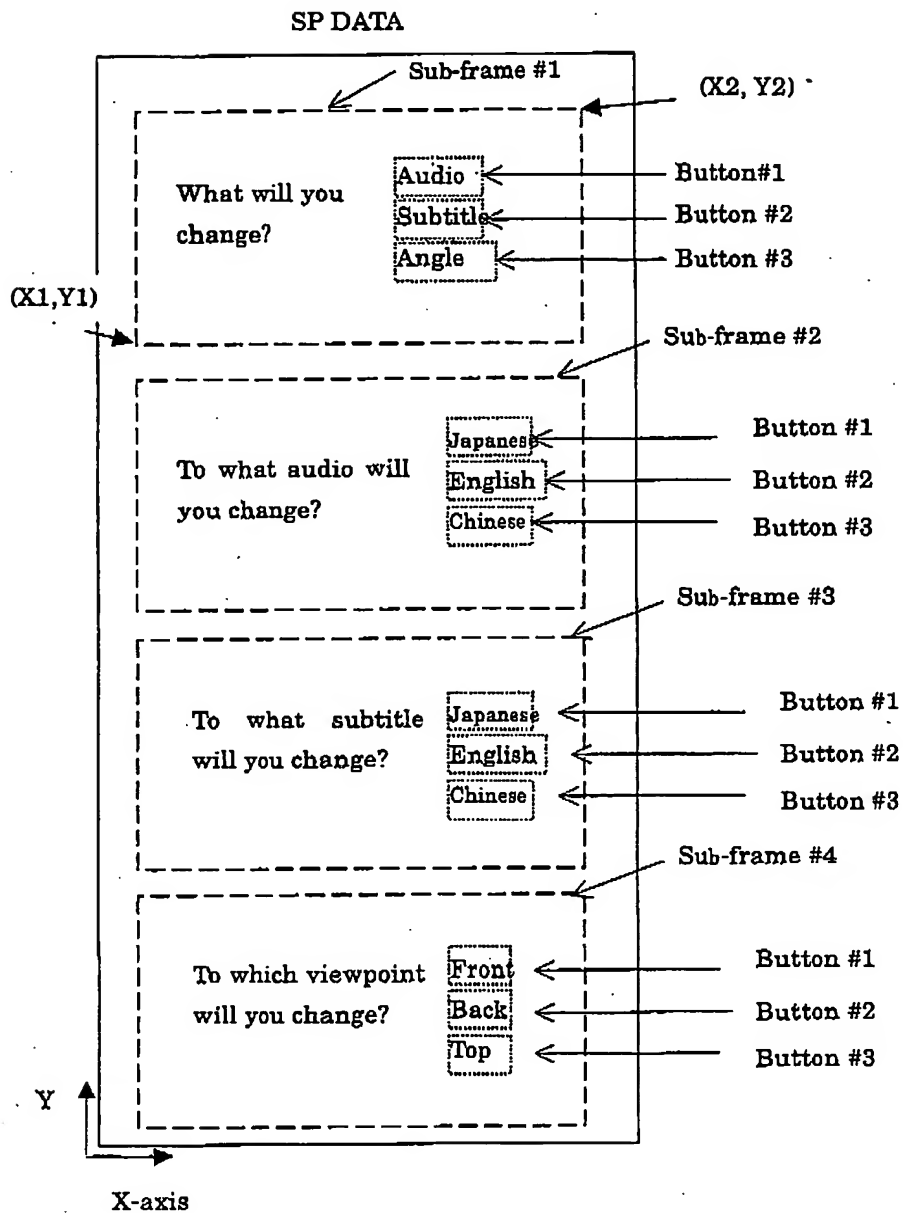 SP DATA
Sub-frame #1
(X2, Y2)
What will you
change?
Audio
Subtitle
Angle
Button#1
Button #2
Button #3
(X1,Y1)
Sub-frame #2
To what audio will
you change?
Japanese
English
Chinese
Button #1
Button #2
Button #3
Sub-frame #3
To what subtitle
will you change?
Japanese
English
Chinese
Button #1
Button #2
Button #3
Sub-frame #4
To which viewpoint
will you change?
Front
Back
Top
Button #1
Button #2
Button #3
Y
X-axis